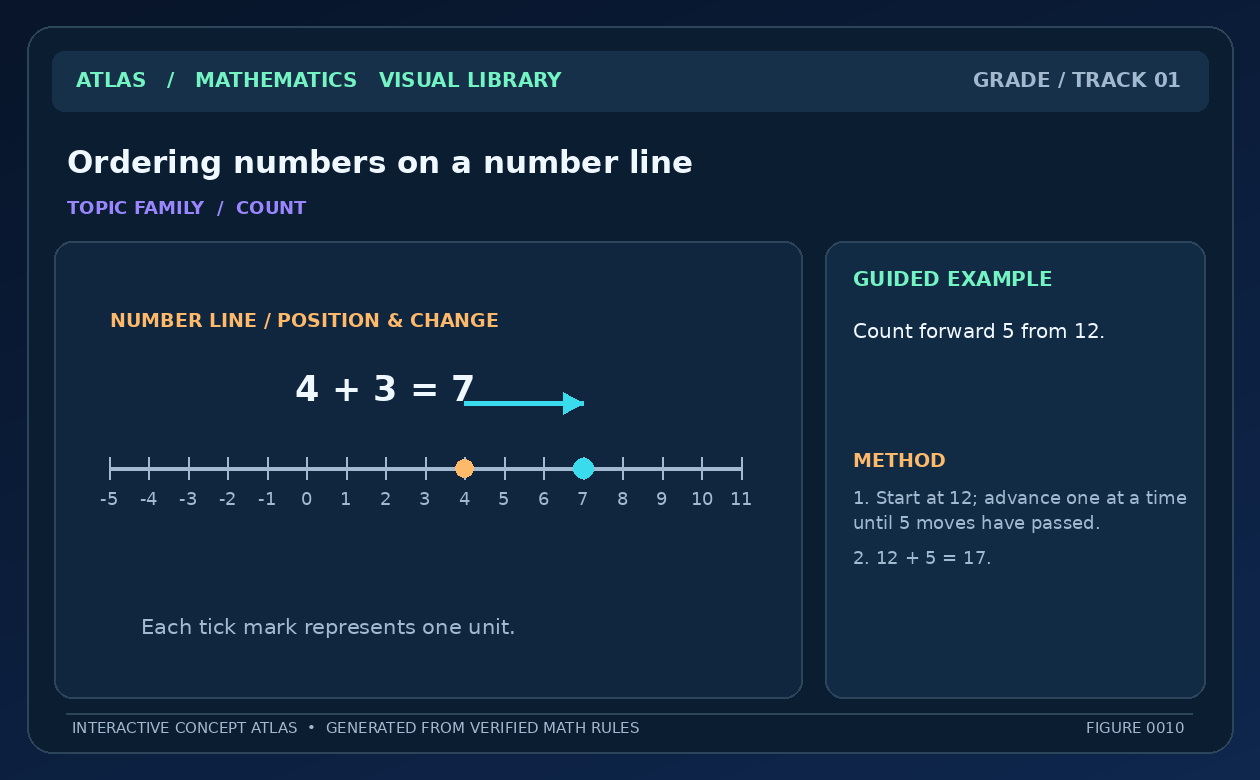 ATLAS / MATHEMATICS VISUAL LIBRARY
GRADE / TRACK 01
Ordering numbers on a number line
TOPIC FAMILY / COUNT
NUMBER LINE / POSITION & CHANGE
4 + 3 = 7
-5 -4 -3 -2 -1 0 1 2 3 4 5 6 7 8 9 10 11
Each tick mark represents one unit.
GUIDED EXAMPLE
Count forward 5 from 12.
METHOD
1. Start at 12; advance one at a time
until 5 moves have passed.
2. 12 + 5 = 17.
INTERACTIVE CONCEPT ATLAS • GENERATED FROM VERIFIED MATH RULES
FIGURE 0010